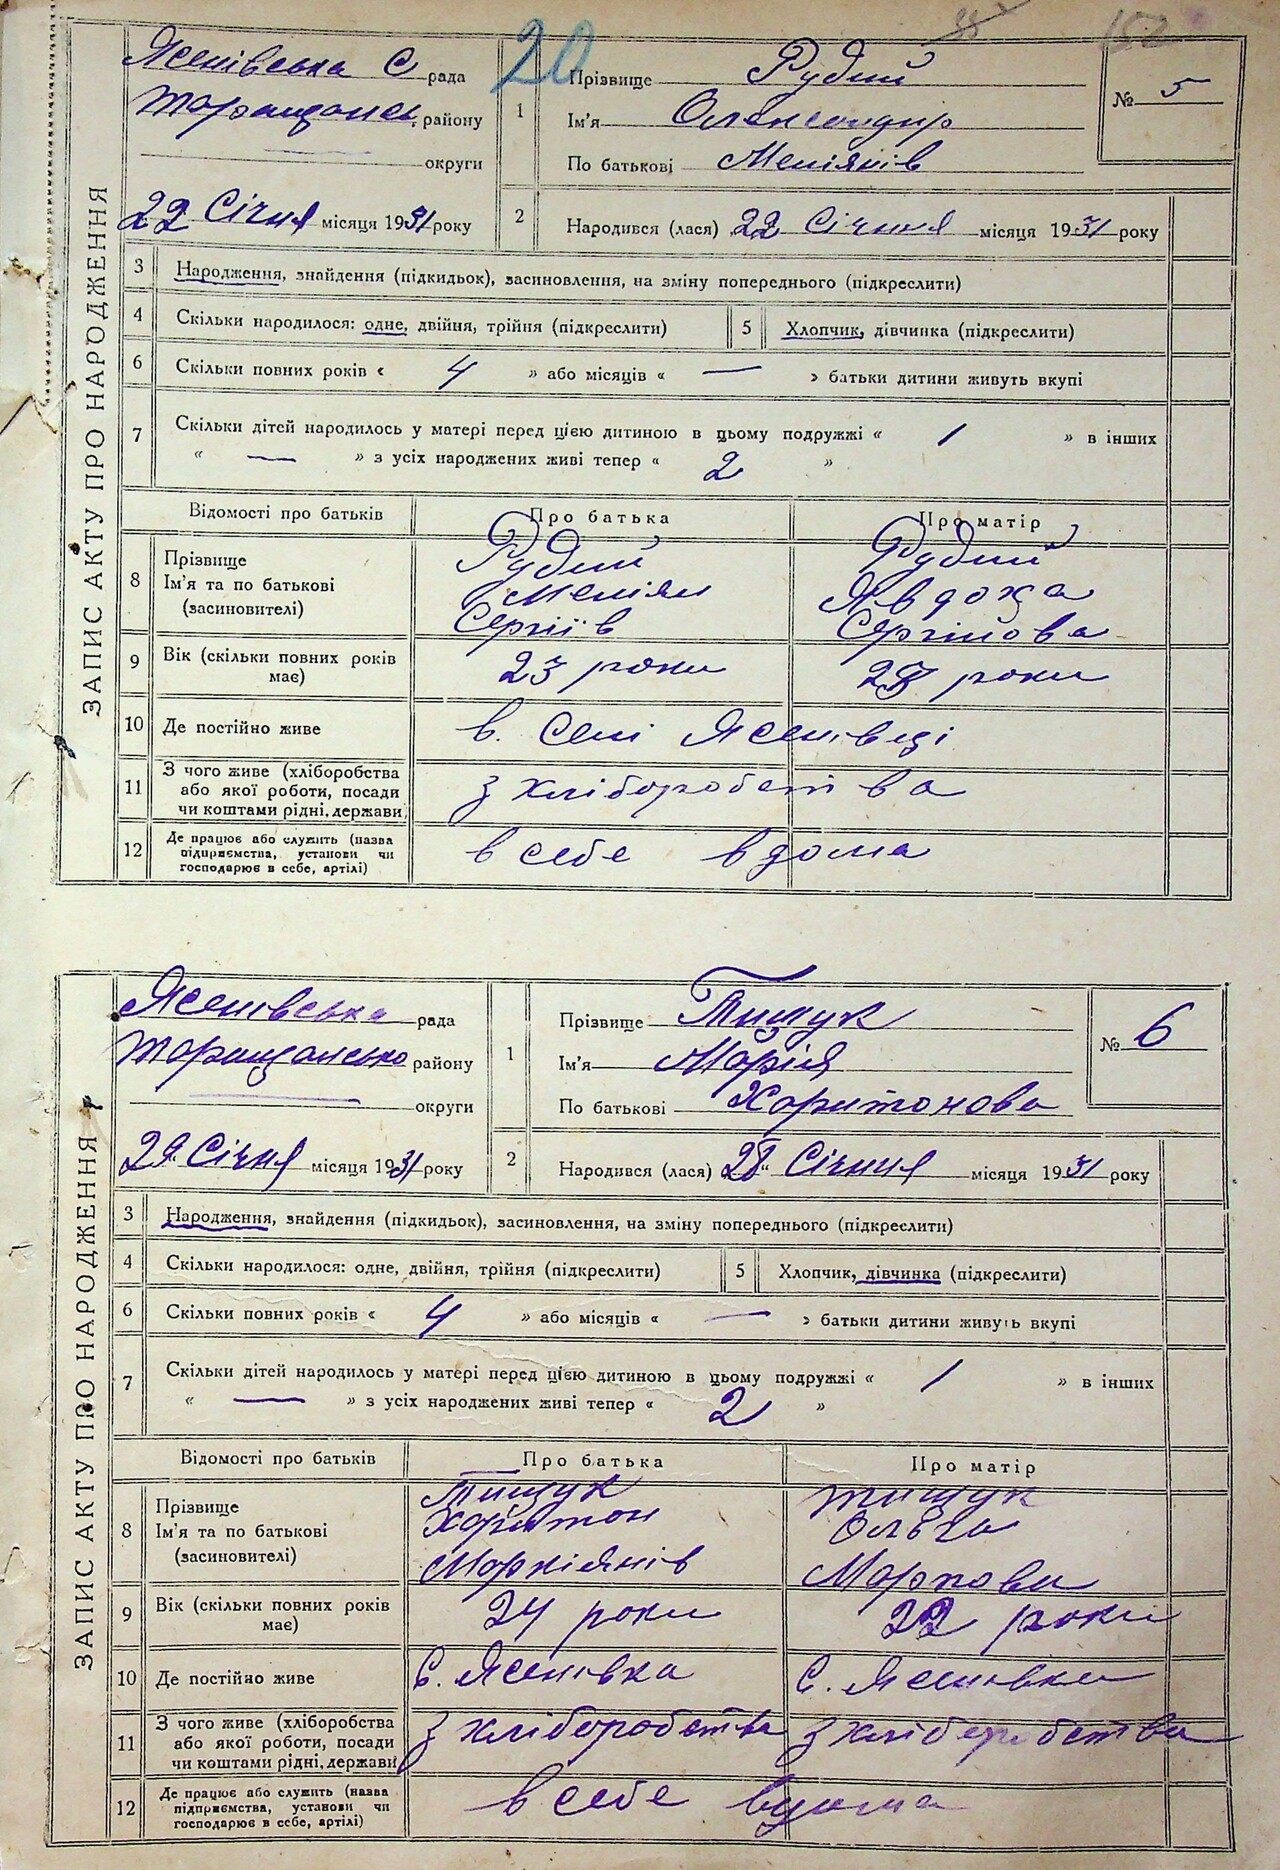 152
20
ЗАПИС АКТУ ПРО НАРОДЖЕННЯ
Ясенівська С рада
Таращанськ. району
округи
22 Січня місяця 1931 року
1 Прізвище Рудий
Ім'я Олександир
По батькові Меліянів
№ 5
2 Народився (лася) 22 Січния місяця 1931 року
3 Народження, знайдення (підкидьок), засиновлення, на зміну попереднього (підкреслити)
4 Скільки народилося: одне, двійня, трійня (підкреслити) 5 Хлопчик, дівчинка (підкреслити)
6 Скільки повних років « 4 » або місяців « — » батьки дитини живуть вкупі
7 Скільки дітей народилось у матері перед цією дитиною в цьому подружжі « 1 » в інших
« — » з усіх народжених живі тепер « 2 »
Відомості про батьків Про батька Про матір
8 Прізвище Рудий Рудий
Ім'я та по батькові Меліян Явдоха
(засиновителі) Сергіїв Сергійова
9 Вік (скільки повних років має) 23 роки 28 роки
10 Де постійно живе в. селі Ясенівці
11 З чого живе (хліборобства
або якої роботи, посади
чи коштами рідні, держави) з хліборобства
12 Де працює або служить (назва
підприємства, установи чи
господарює в себе, артілі) в себе вдома
ЗАПИС АКТУ ПРО НАРОДЖЕННЯ
Ясенівська рада
Таращансько району
округи
29 Січня місяця 1931 року
1 Прізвище Тищук
Ім'я Марія
По батькові Харитонова
№ 6
2 Народився (лася) 28 Січния місяця 1931 року
3 Народження, знайдення (підкидьок), засиновлення, на зміну попереднього (підкреслити)
4 Скільки народилося: одне, двійня, трійня (підкреслити) 5 Хлопчик, дівчинка (підкреслити)
6 Скільки повних років « 4 » або місяців « — » батьки дитини живуть вкупі
7 Скільки дітей народилось у матері перед цією дитиною в цьому подружжі « 1 » в інших
« — » з усіх народжених живі тепер « 2 »
Відомості про батьків Про батька Про матір
8 Прізвище Тищук Тищук
Ім'я та по батькові Харитон Ольга
(засиновителі) Маркіянів Маркова
9 Вік (скільки повних років має) 24 роки 22 роки
10 Де постійно живе С. Ясенівка С. Ясенівка
11 З чого живе (хліборобства
або якої роботи, посади
чи коштами рідні, держави) з хліборобства з хліборобства
12 Де працює або служить (назва
підприємства, установи чи
господарює в себе, артілі) в себе вдома